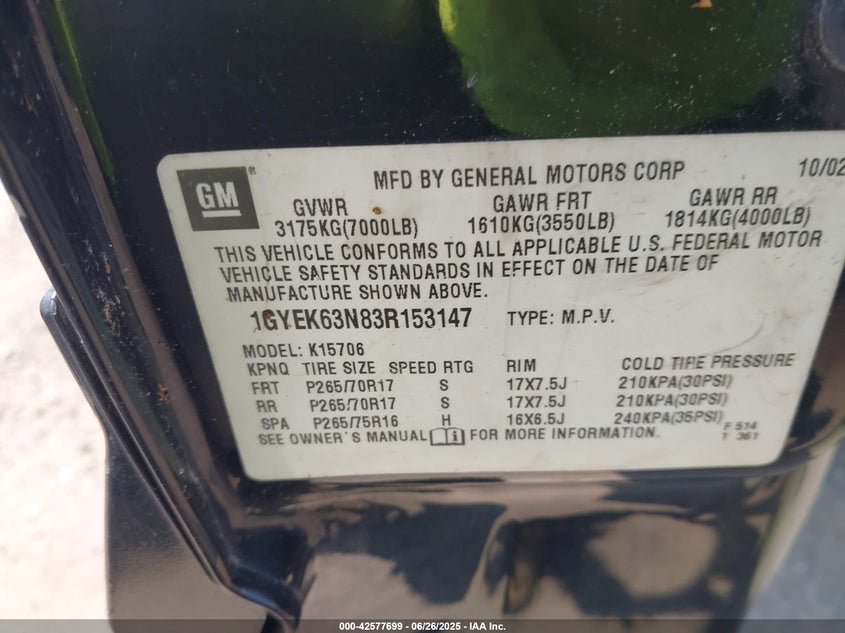 GM ® MFD BY GENERAL MOTORS CORP 10/02
GVWR GAWR FRT GAWR RR
3175KG(7000LB) 1610KG(3550LB) 1814KG(4000LB)
THIS VEHICLE CONFORMS TO ALL APPLICABLE U.S. FEDERAL MOTOR
VEHICLE SAFETY STANDARDS IN EFFECT ON THE DATE OF
MANUFACTURE SHOWN ABOVE.
1GYEK63N83R153147 TYPE: M.P.V.
MODEL: K15706
KPNQ TIRE SIZE SPEED RTG RIM COLD TIRE PRESSURE
FRT P265/70R17 S 17X7.5J 210KPA(30PSI)
RR P265/70R17 S 17X7.5J 210KPA(30PSI)
SPA P265/75R16 H 16X6.5J 240KPA(35PSI)
SEE OWNER'S MANUAL i FOR MORE INFORMATION. F 514
T 361
000-42577699 | 06/26/2025 - IAA Inc.